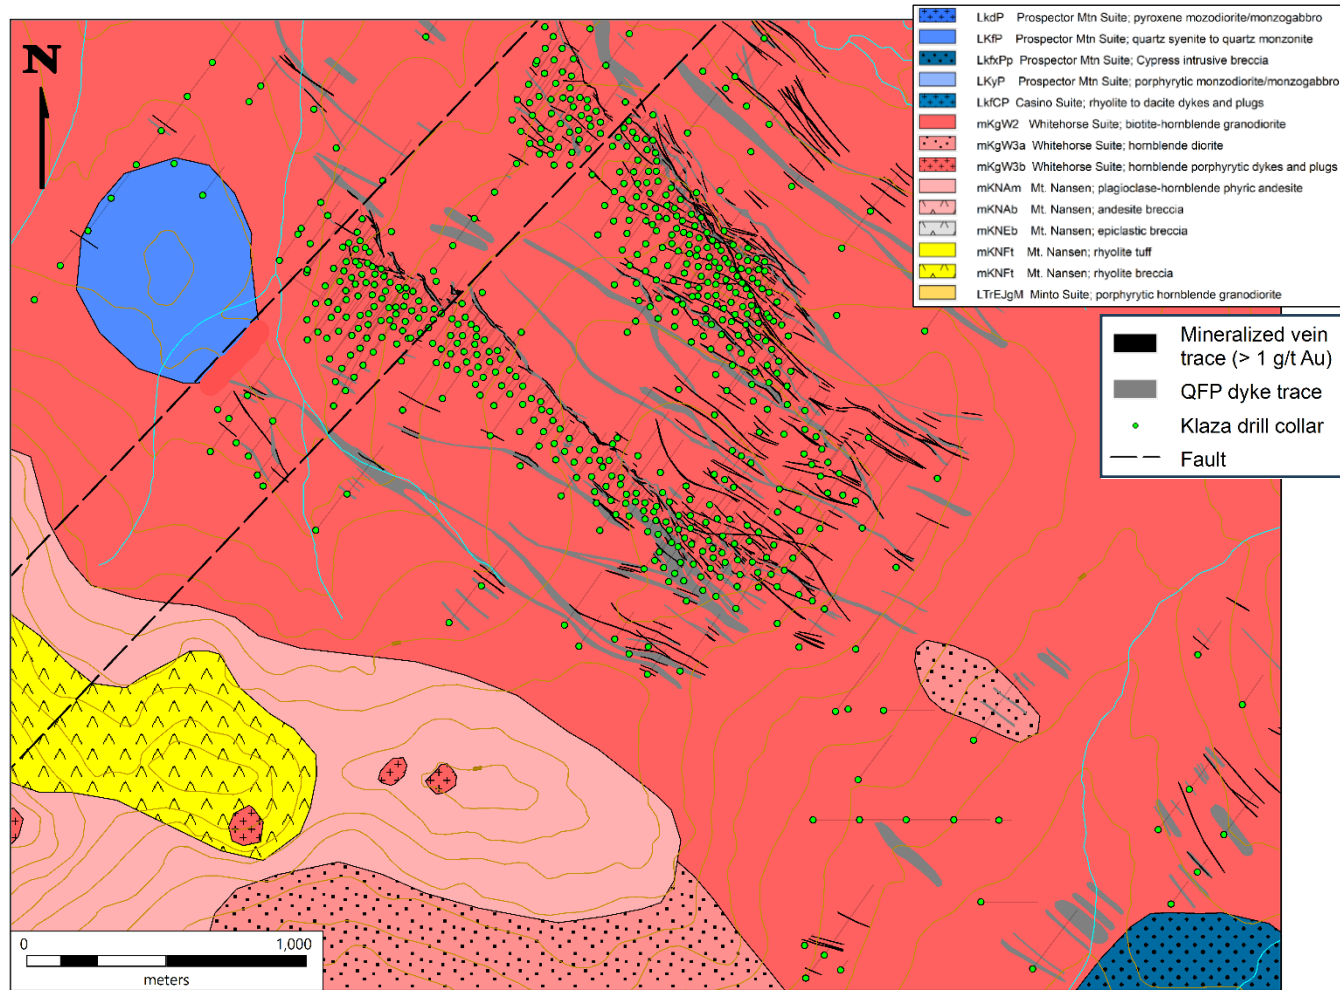 N
LkdP Prospector Mtn Suite; pyroxene mozodiorite/monzogabbro
LKfP Prospector Mtn Suite; quartz syenite to quartz monzonite
LKfxPp Prospector Mtn Suite; Cypress intrusive breccia
LKyP Prospector Mtn Suite; porphyrytic monzodiorite/monzogabbro
LkfCP Casino Suite; rhyolite to dacite dykes and plugs
mKgW2 Whitehorse Suite; biotite-hornblende granodiorite
mKgW3a Whitehorse Suite; hornblende diorite
mKgW3b Whitehorse Suite; hornblende porphyrytic dykes and plugs
mKNAm Mt. Nansen; plagioclase-hornblende phyric andesite
mKNAb Mt. Nansen; andesite breccia
mKNEb Mt. Nansen; epiclastic breccia
mKNFt Mt. Nansen; rhyolite tuff
mKNFt Mt. Nansen; rhyolite breccia
LTrEJgM Minto Suite; porphyrytic hornblende granodiorite
Mineralized vein
trace (> 1 g/t Au)
QFP dyke trace
Klaza drill collar
Fault
0 1,000
meters